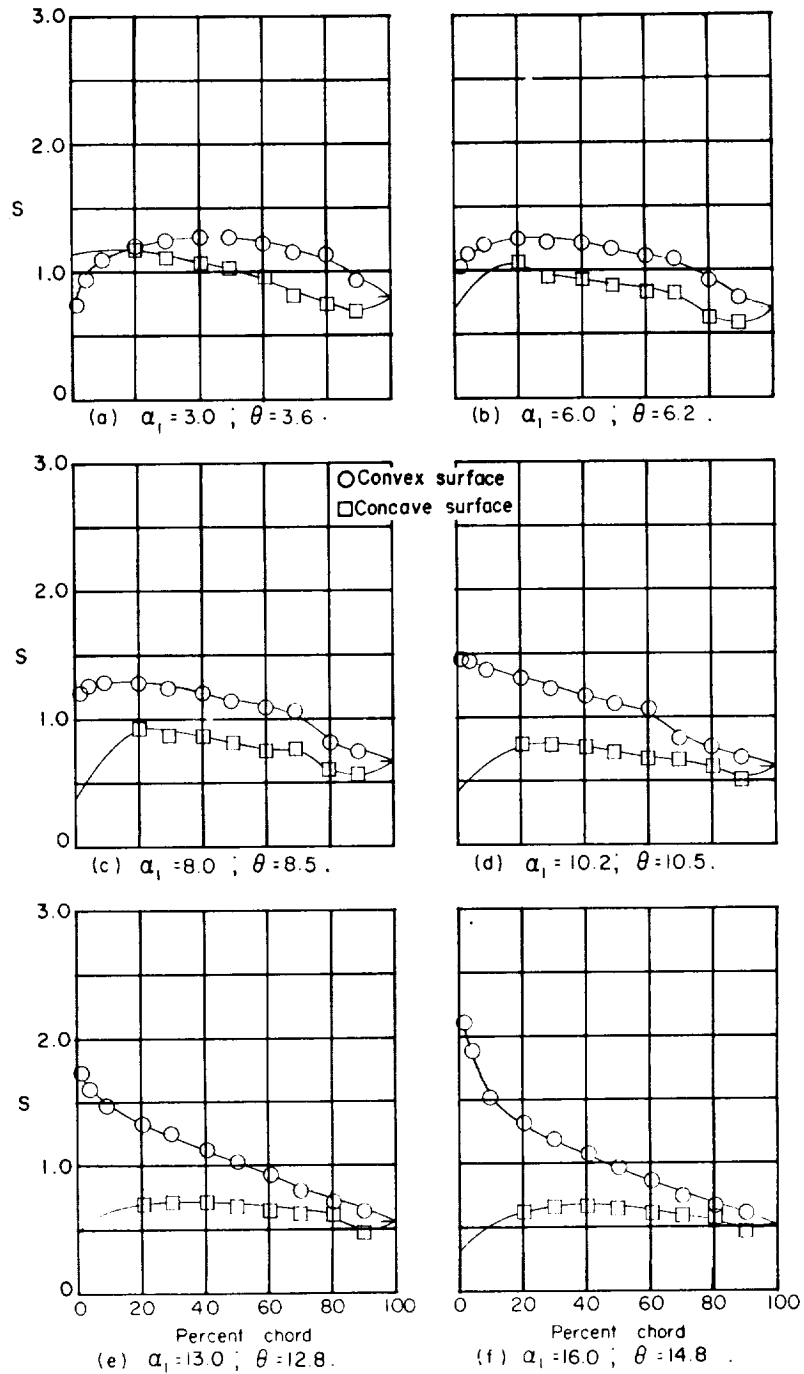 3.0
2.0
S
1.0
0
(a) α₁ = 3.0 ; θ = 3.6 .
(b) α₁ = 6.0 ; θ = 6.2 .
3.0
○ Convex surface
□ Concave surface
2.0
S
1.0
0
(c) α₁ = 8.0 ; θ = 8.5 .
(d) α₁ = 10.2 ; θ = 10.5 .
3.0
2.0
S
1.0
0
0 20 40 60 80 100
0 20 40 60 80 100
Percent chord
Percent chord
(e) α₁ = 13.0 ; θ = 12.8 .
(f) α₁ = 16.0 ; θ = 14.8 .